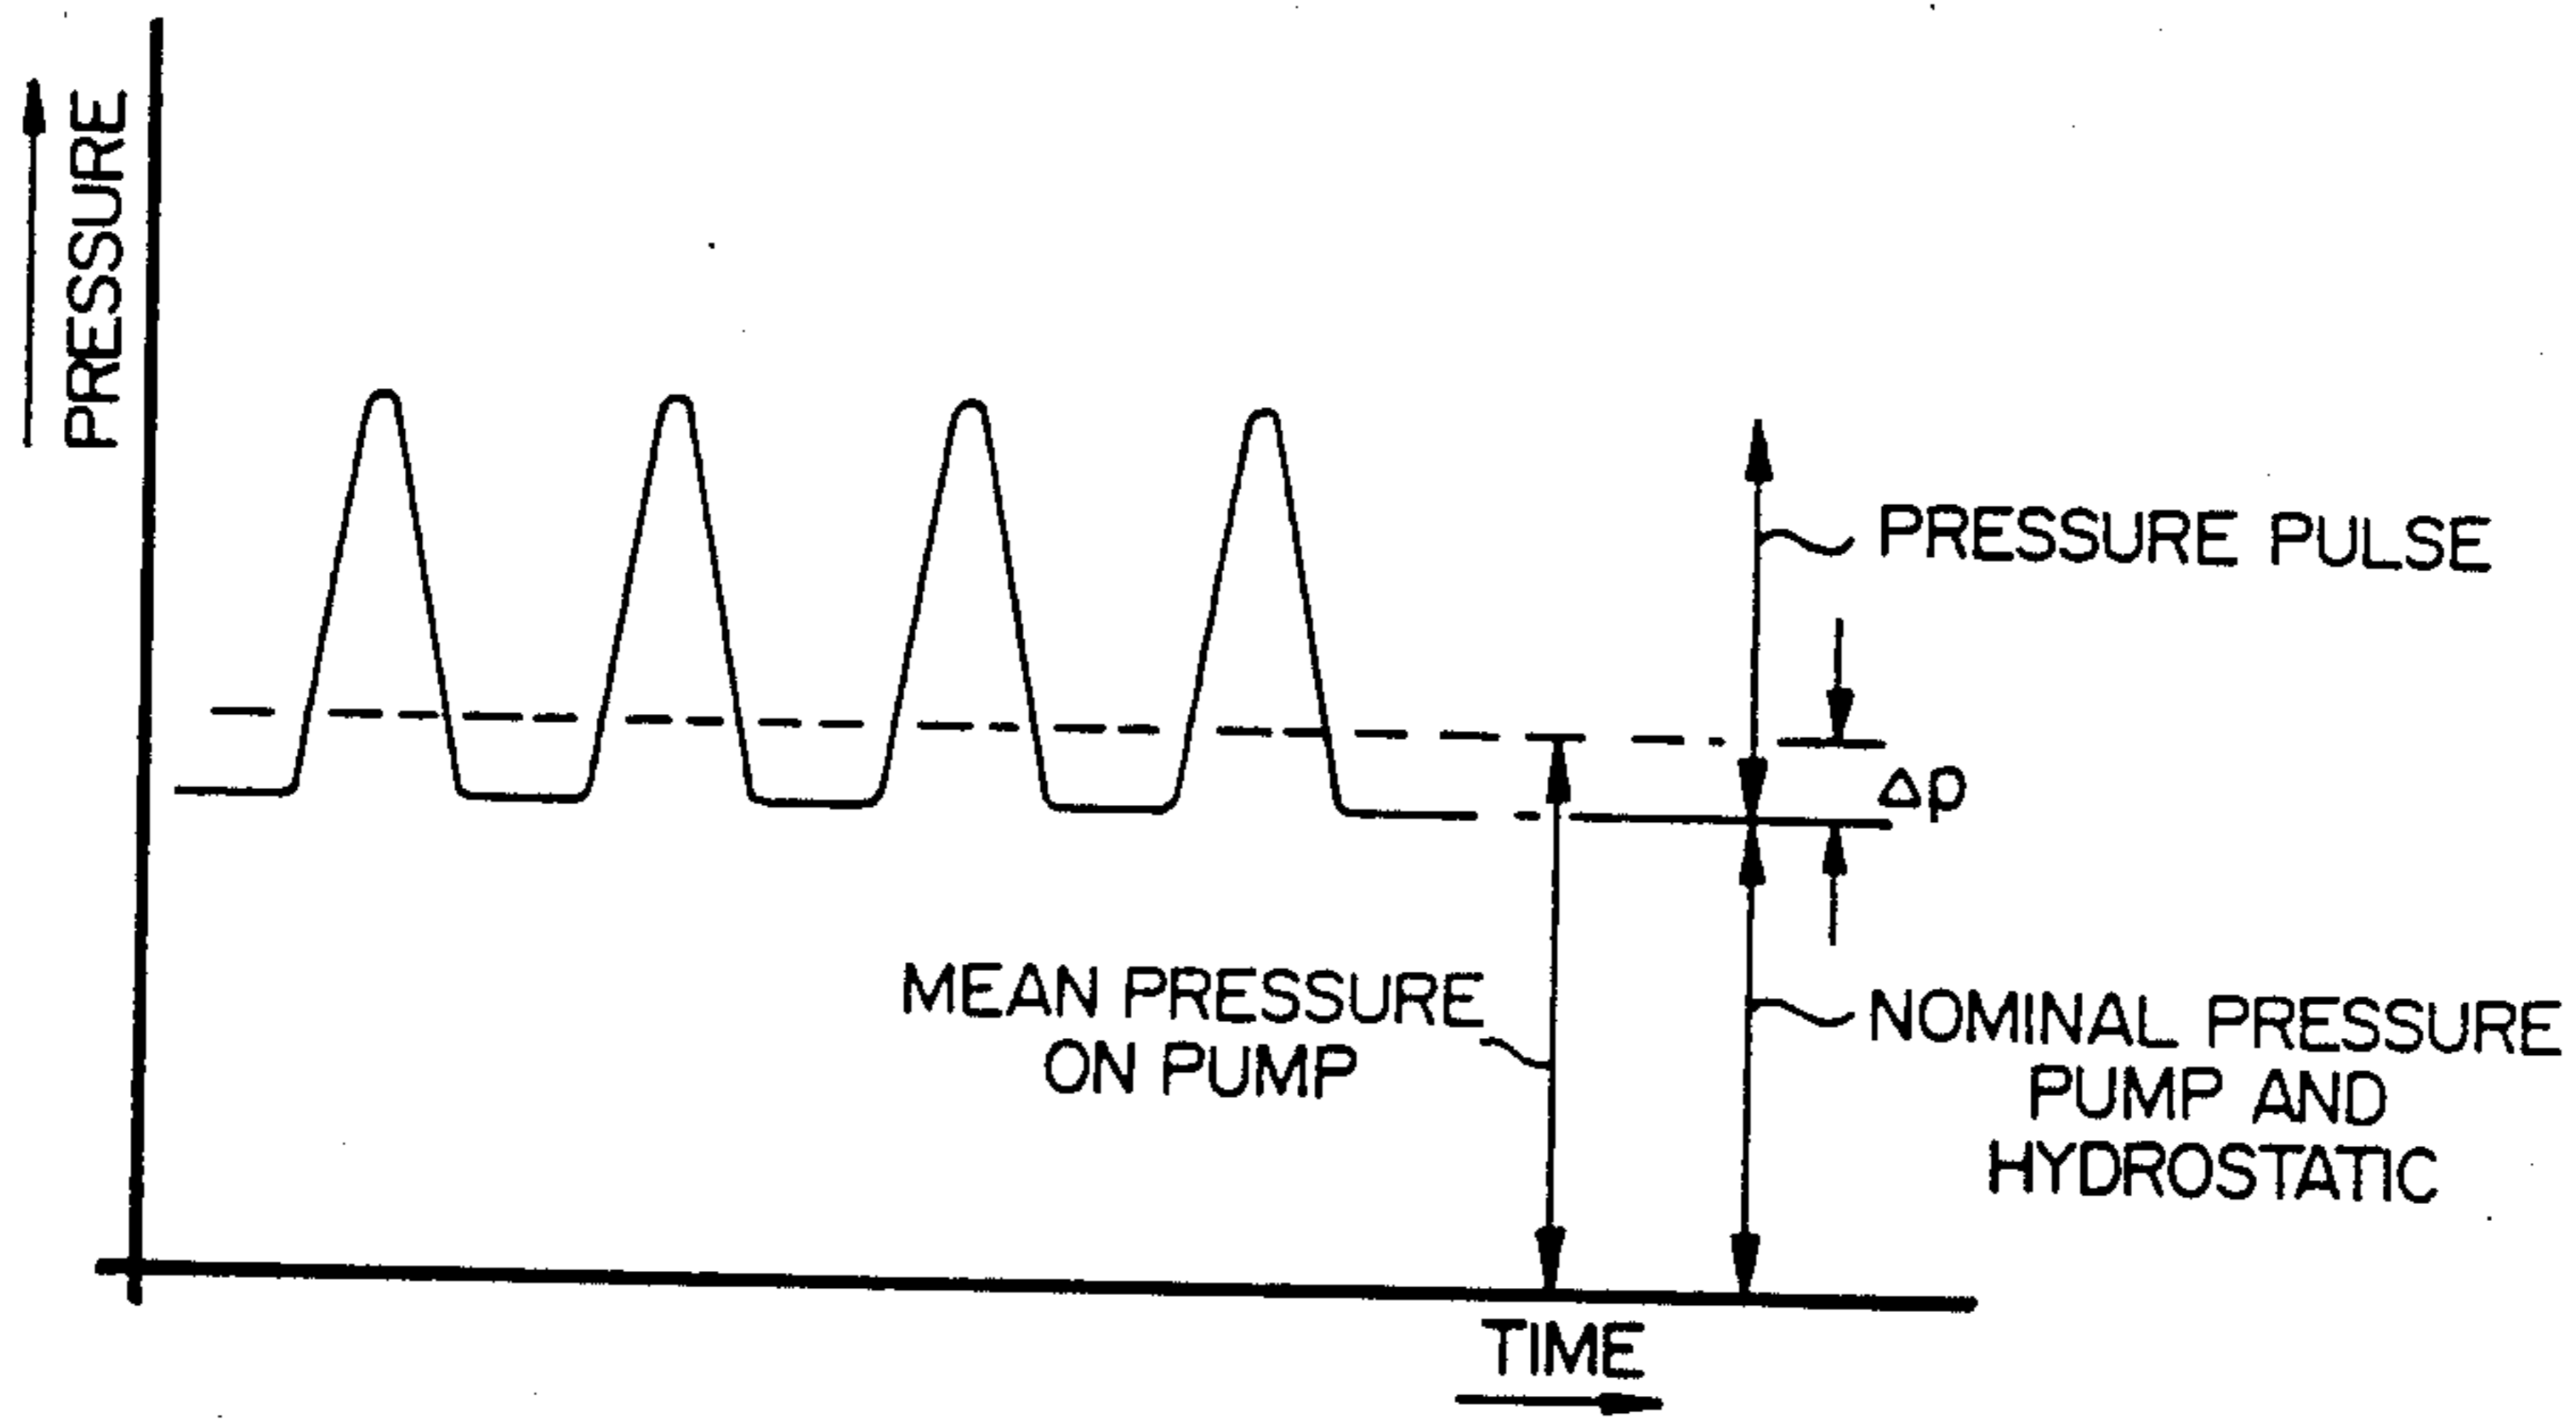 PRESSURE
PRESSURE PULSE
Δp
MEAN PRESSURE
ON PUMP
NOMINAL PRESSURE
PUMP AND
HYDROSTATIC
TIME